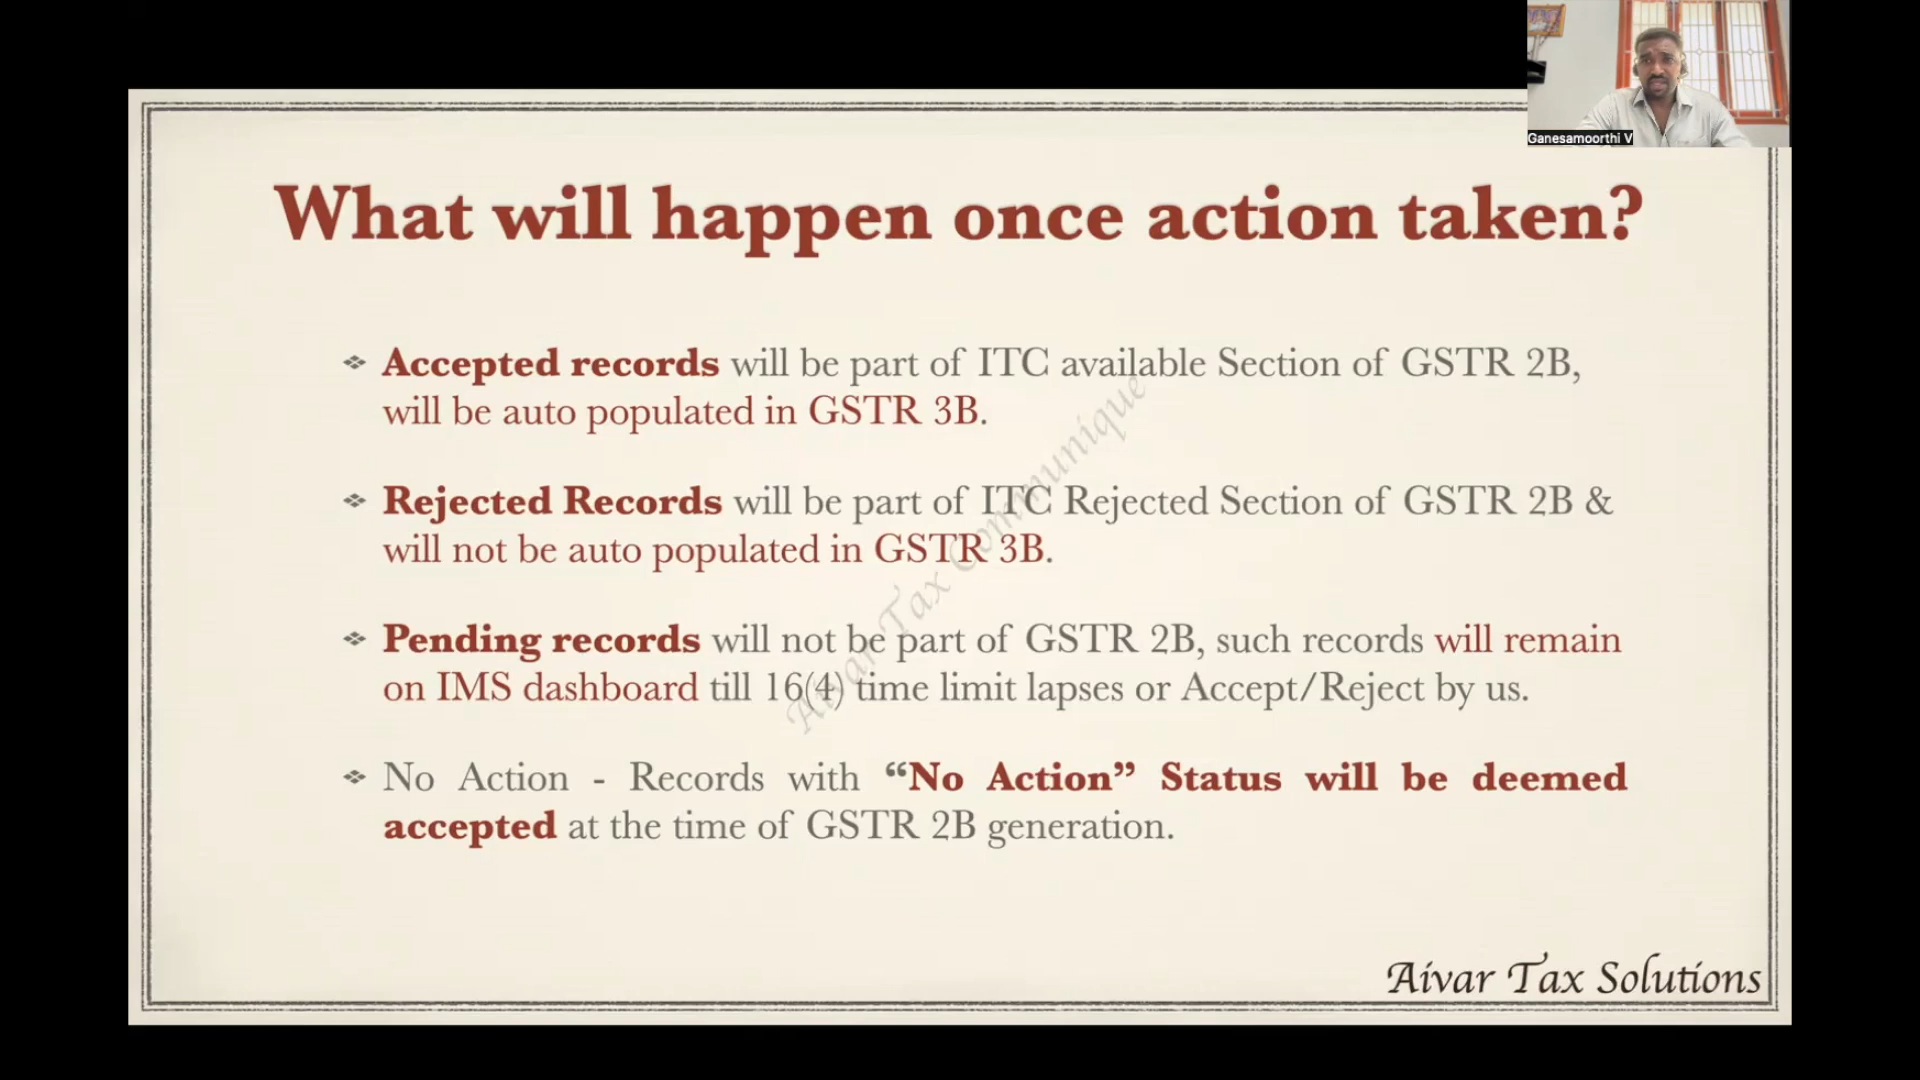 Ganesamoorthi V
What will happen once action taken?
Accepted records will be part of ITC available Section of GSTR 2B,
will be auto populated in GSTR 3B.
Rejected Records will be part of ITC Rejected Section of GSTR 2B &
will not be auto populated in GSTR 3B.
Pending records will not be part of GSTR 2B, such records will remain
on IMS dashboard till 16(4) time limit lapses or Accept/Reject by us.
No Action - Records with “No Action” Status will be deemed
accepted at the time of GSTR 2B generation.
Aivar Tax Communique
Aivar Tax Solutions